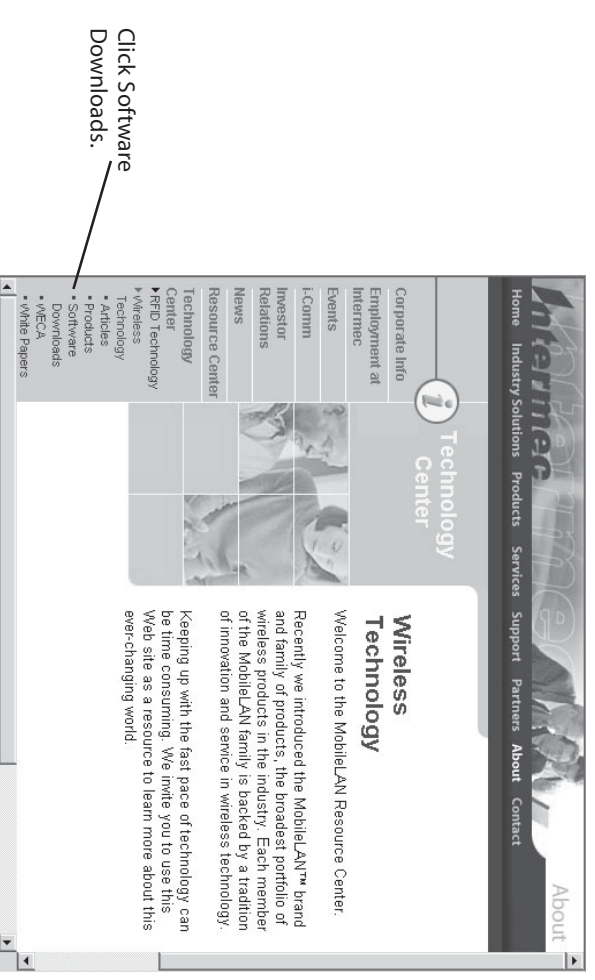 Click Software
Downloads.
About
Intermec
Home Industry Solutions Products Services Support Partners About Contact
Technology
Center
Corporate Info
Employment at
Intermec
Events
i-Comm
Investor
Relations
News
Resource Center
Technology
Center
RFID Technology
Wireless
Technology
Articles
Products
Software
Downloads
WECA
White Papers
Wireless
Technology
Welcome to the MobileLAN Resource Center.
Recently we introduced the MobileLAN™ brand
and family of products, the broadest portfolio of
wireless products in the industry. Each member
of the MobileLAN family is backed by a tradition
of innovation and service in wireless technology.
Keeping up with the fast pace of technology can
be time consuming. We invite you to use this
Web site as a resource to learn more about this
ever-changing world.